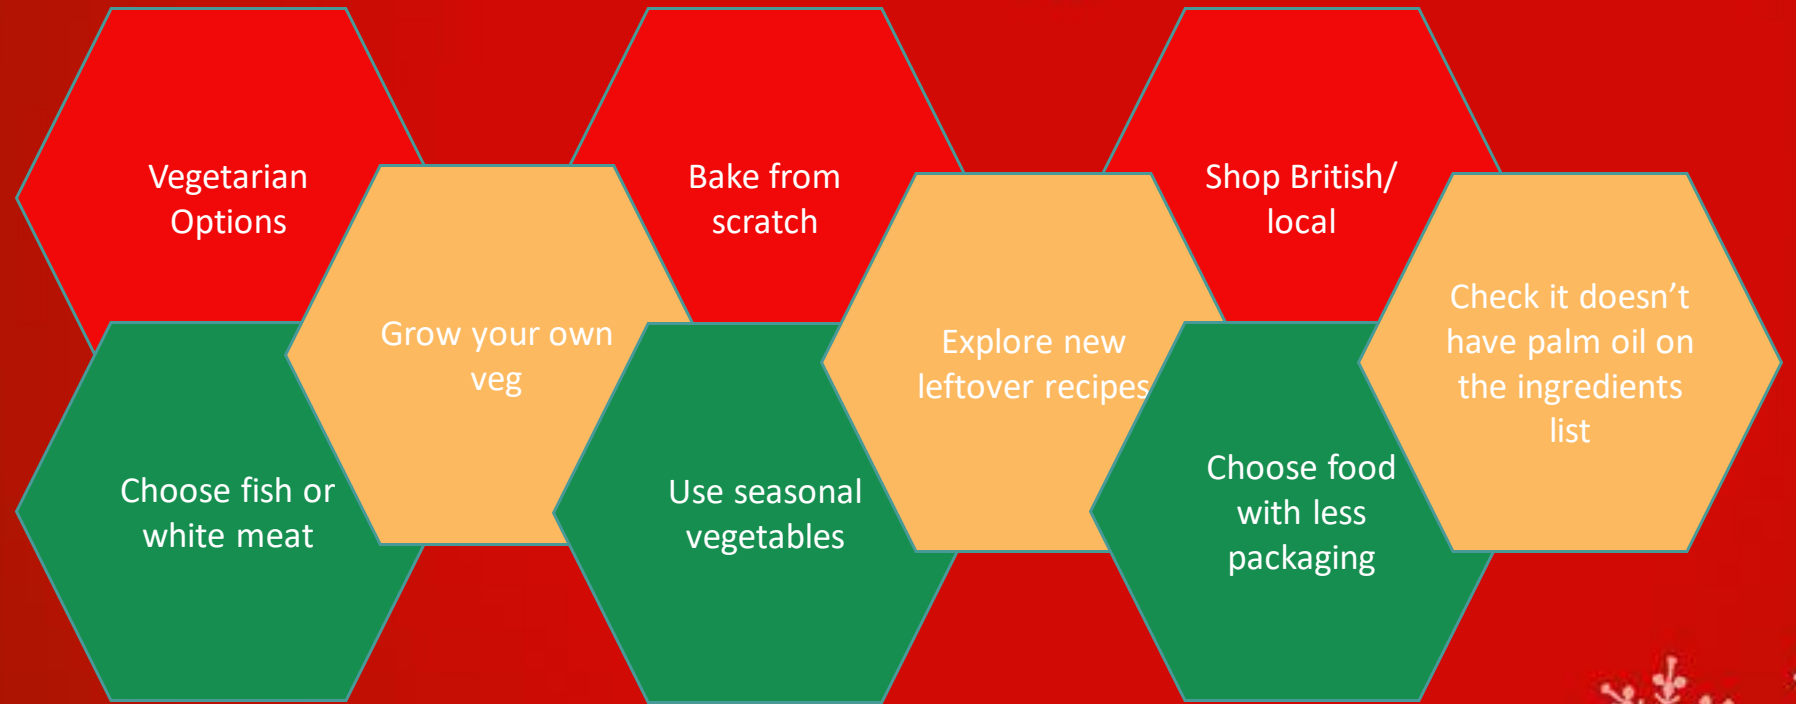 Vegetarian
Options
Bake from
scratch
Shop British/
local
Grow your own
veg
Explore new
leftover recipes
Check it doesn’t
have palm oil on
the ingredients
list
Choose fish or
white meat
Use seasonal
vegetables
Choose food
with less
packaging